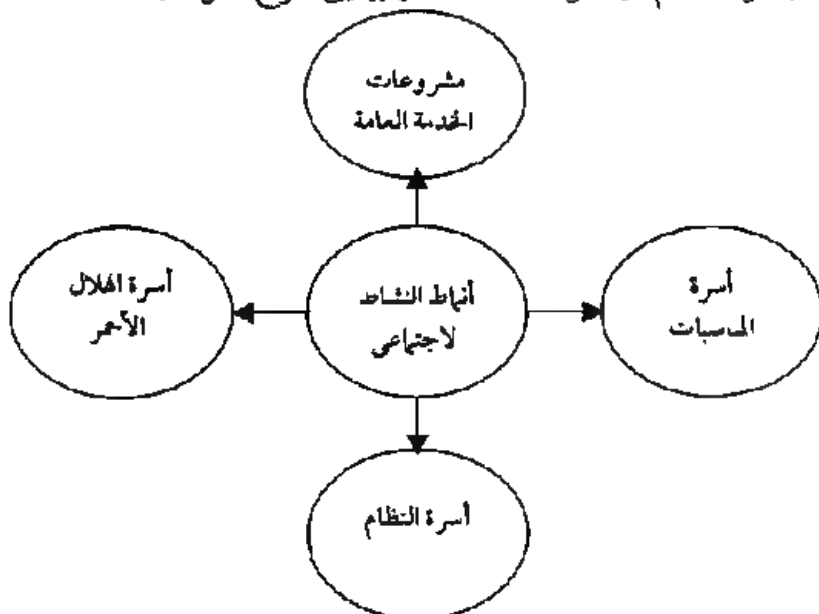 مشروعات
الخدمة العامة
أسرة الهلال
الأحمر
أنماط النشاط
لاجتماعي
أسرة
المناسبات
أسرة النظام